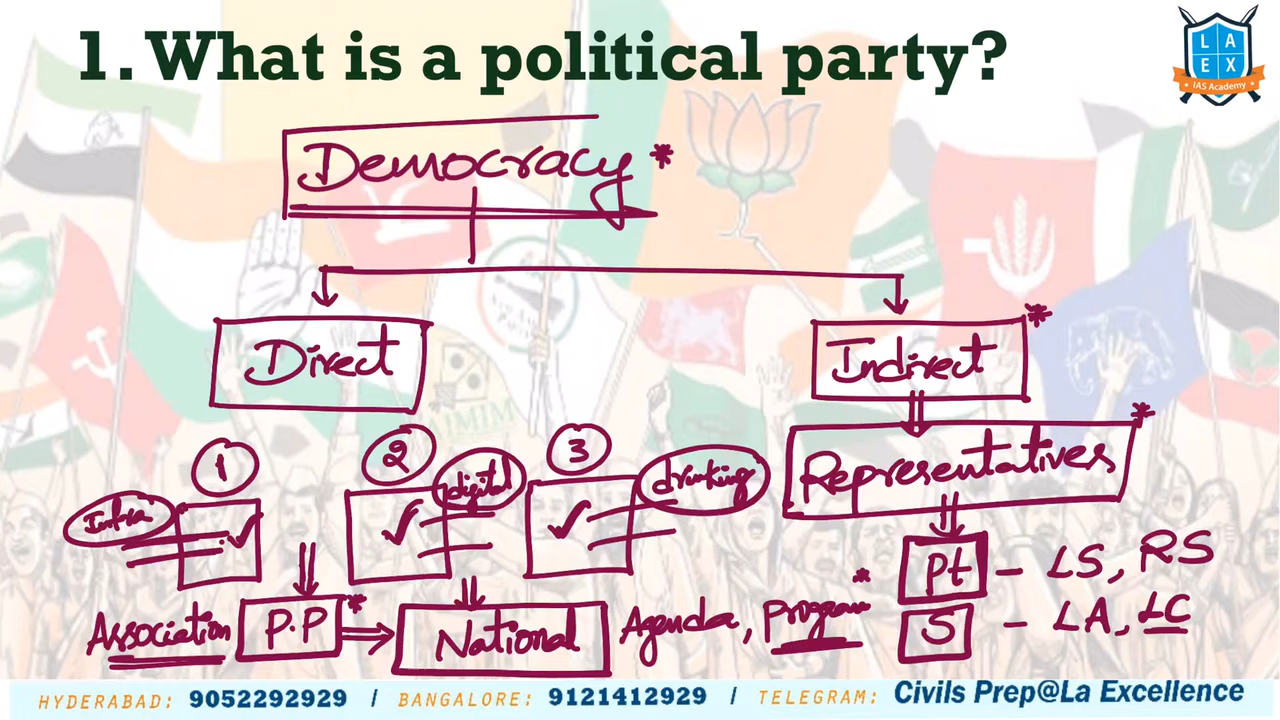 1. What is a political party?
L A
E X
IAS Academy
Democracy *
Direct
Indirect *
1
2
3
Representatives *
Infra
digital
drinking
Pt - LS, RS
Association P.P * National Agenda, Program *
S - LA, LC
HYDERABAD: 9052292929 / BANGALORE: 9121412929 / TELEGRAM: Civils Prep@La Excellence